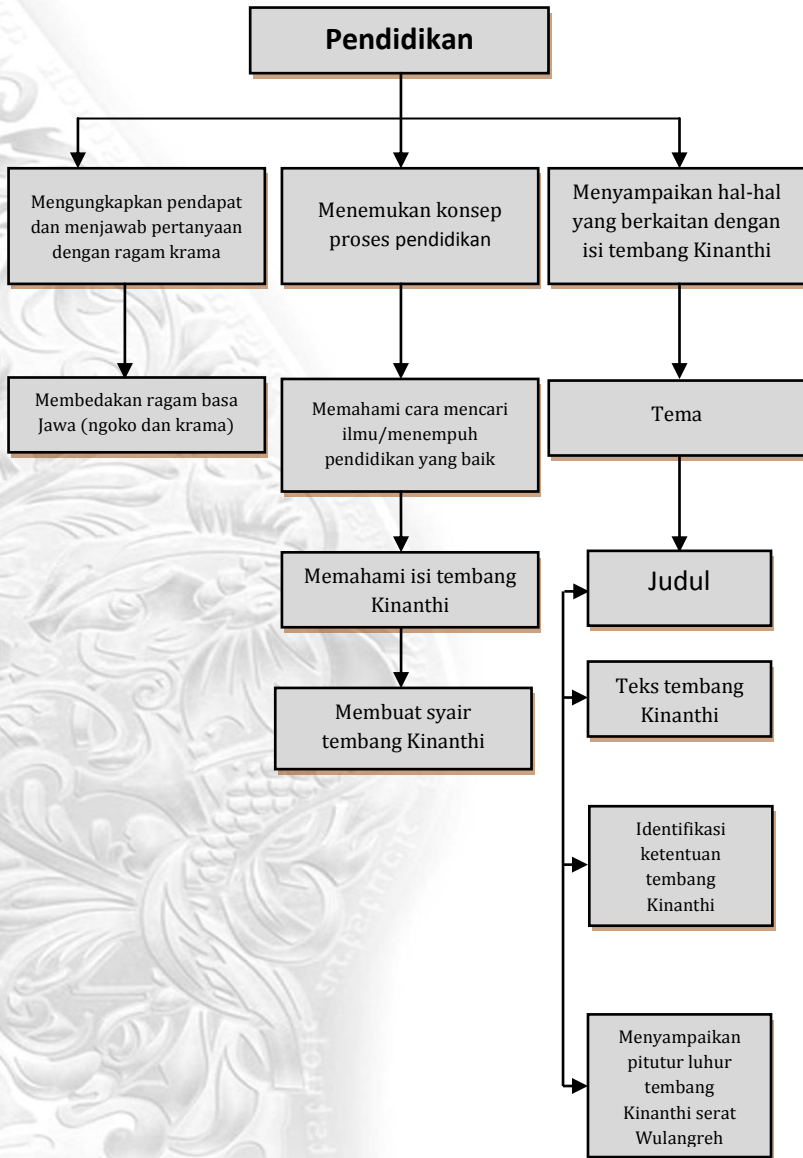 Pendidikan
Mengungkapkan pendapat
dan menjawab pertanyaan
dengan ragam krama
Menemukan konsep
proses pendidikan
Menyampaikan hal-hal
yang berkaitan dengan
isi tembang Kinanthi
Membedakan ragam basa
Jawa (ngoko dan krama)
Memahami cara mencari
ilmu/menempuh
pendidikan yang baik
Tema
Memahami isi tembang
Kinanthi
Judul
Membuat syair
tembang Kinanthi
Teks tembang
Kinanthi
Identifikasi
ketentuan
tembang
Kinanthi
Menyampaikan
pitutur luhur
tembang
Kinanthi serat
Wulangreh